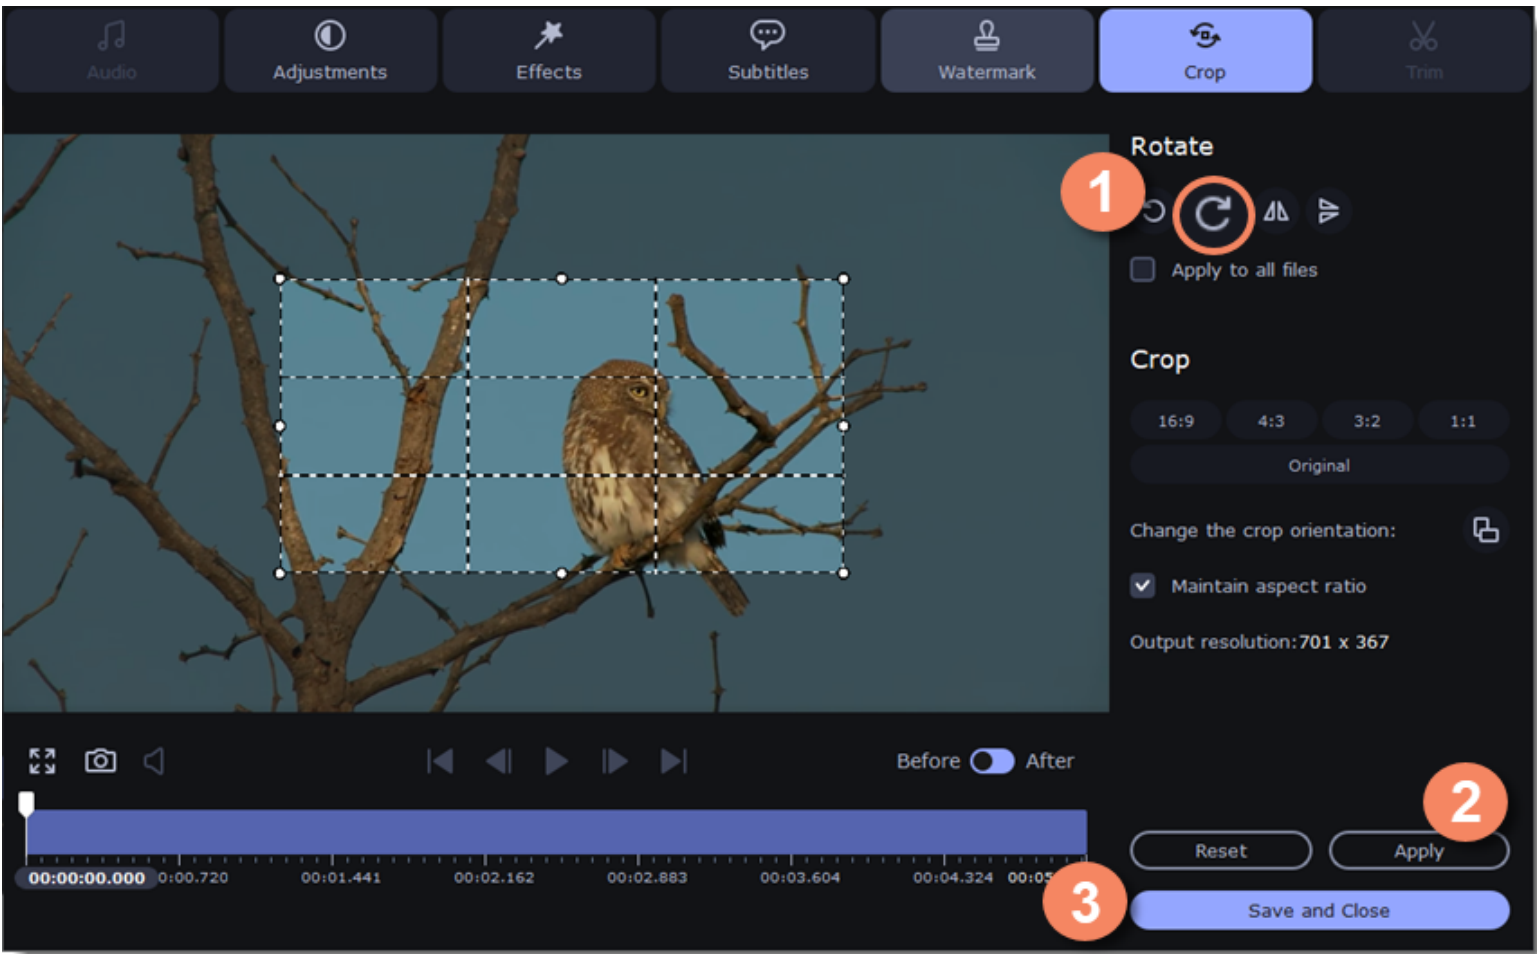 Audio
Adjustments
Effects
Subtitles
Watermark
Crop
Trim
Rotate
1
Apply to all files
Crop
16:9
4:3
3:2
1:1
Original
Change the crop orientation:
Maintain aspect ratio
Output resolution:701 x 367
Before
After
2
Reset
Apply
00:00:00.000
0:00.720
00:01.441
00:02.162
00:02.883
00:03.604
00:04.324
00:05
3
Save and Close